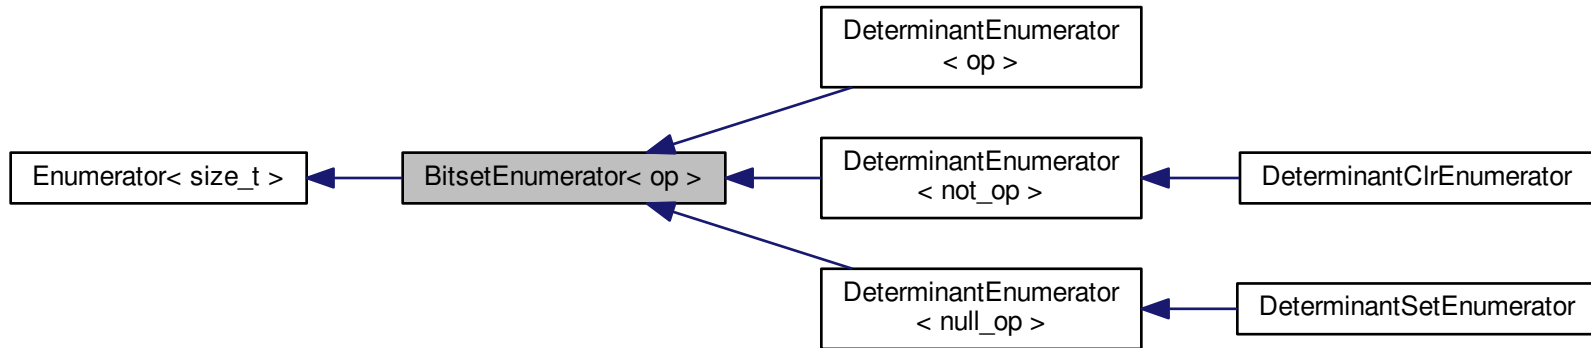 DeterminantEnumerator
< op >
Enumerator< size_t >
BitsetEnumerator< op >
DeterminantEnumerator
< not_op >
DeterminantClrEnumerator
DeterminantEnumerator
< null_op >
DeterminantSetEnumerator